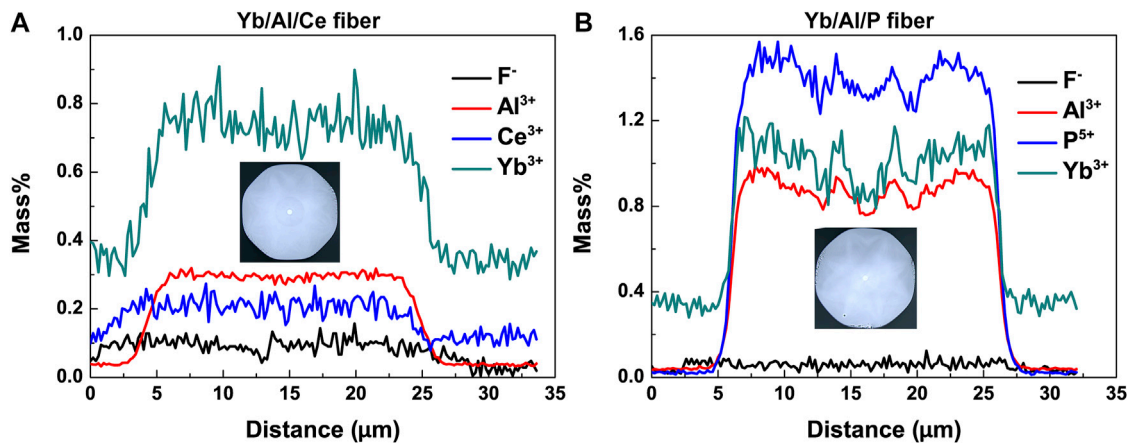 A
Yb/Al/Ce fiber
F⁻
Al³⁺
Ce³⁺
Yb³⁺
Mass%
1.0
0.8
0.6
0.4
0.2
0.0
0 5 10 15 20 25 30 35
Distance (μm)
B
Yb/Al/P fiber
F⁻
Al³⁺
P⁵⁺
Yb³⁺
Mass%
1.6
1.2
0.8
0.4
0.0
0 5 10 15 20 25 30 35
Distance (μm)